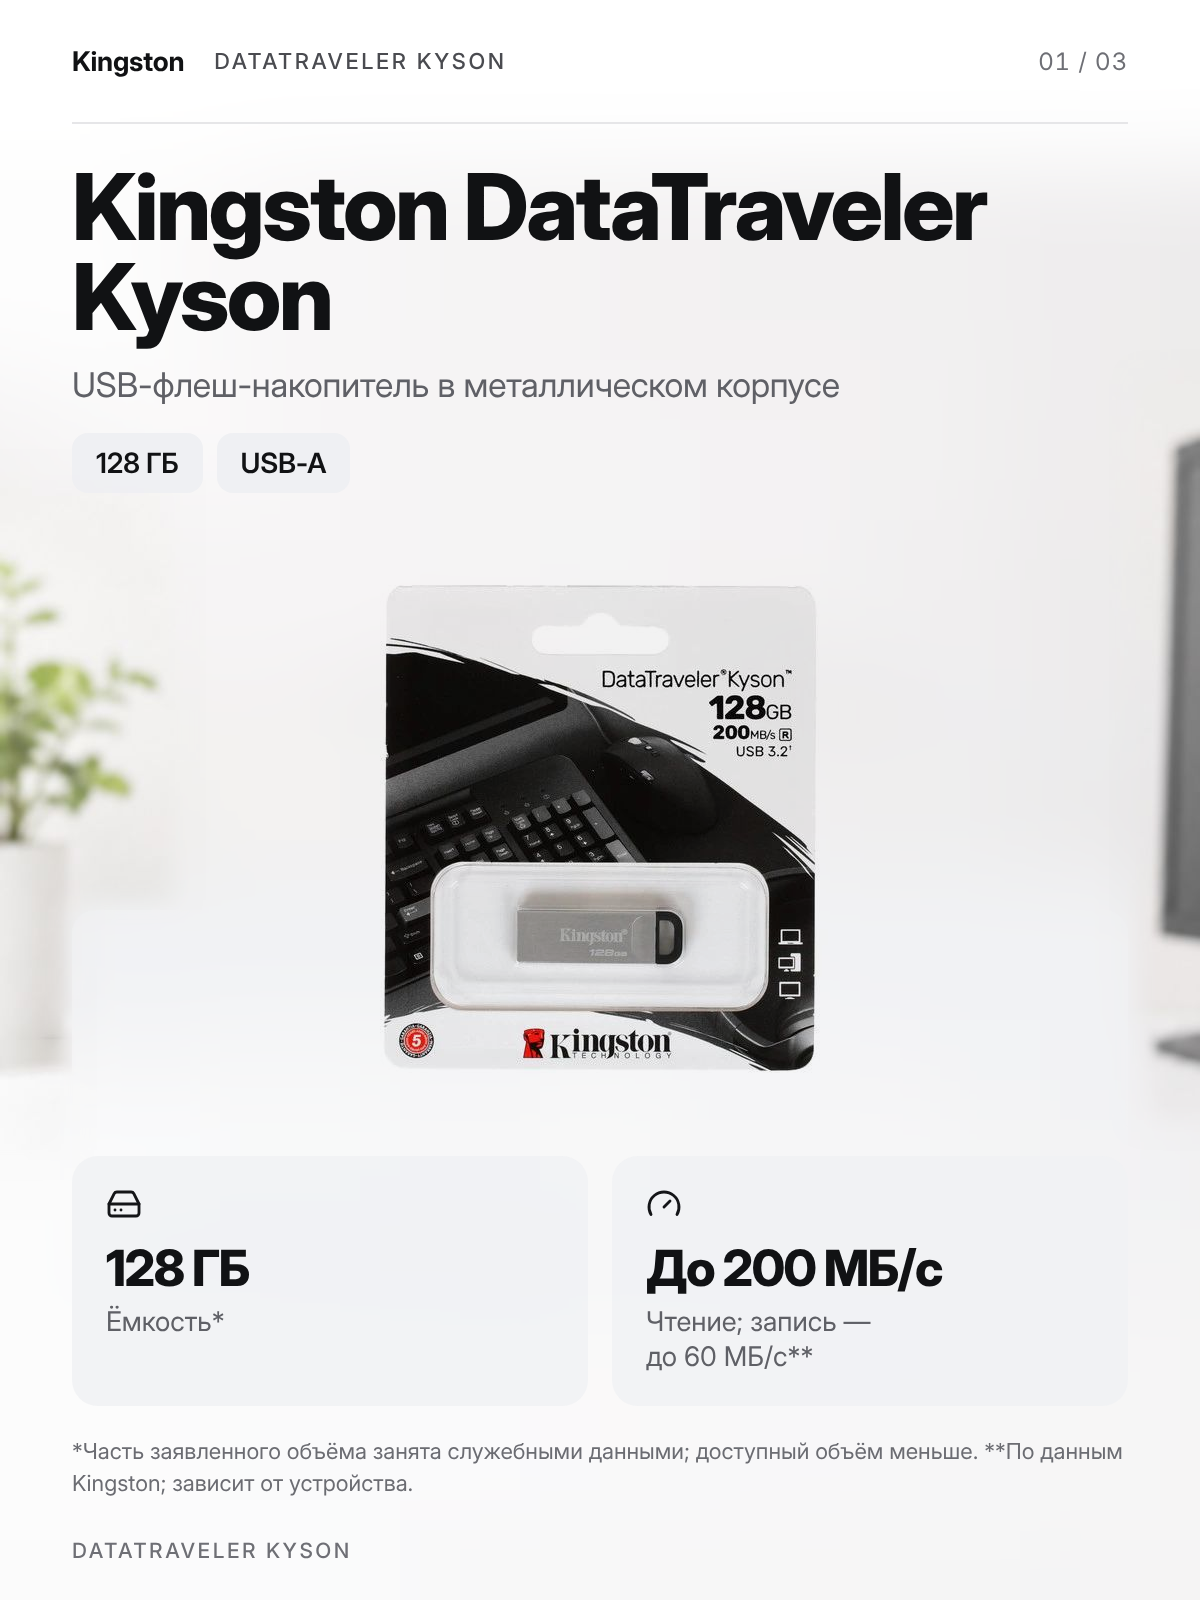 Kingston DATATRAVELER KYSON 01 / 03
Kingston DataTraveler
Kyson
USB-флеш-накопитель в металлическом корпусе
128 ГБ USB-A
DataTraveler® Kyson™
128GB
200MB/s R
USB 3.2¹
Kingston®
128GB
5
Kingston
TECHNOLOGY
128 ГБ
Ёмкость*
До 200 МБ/с
Чтение; запись —
до 60 МБ/с**
*Часть заявленного объёма занята служебными данными; доступный объём меньше. **По данным
Kingston; зависит от устройства.
DATATRAVELER KYSON